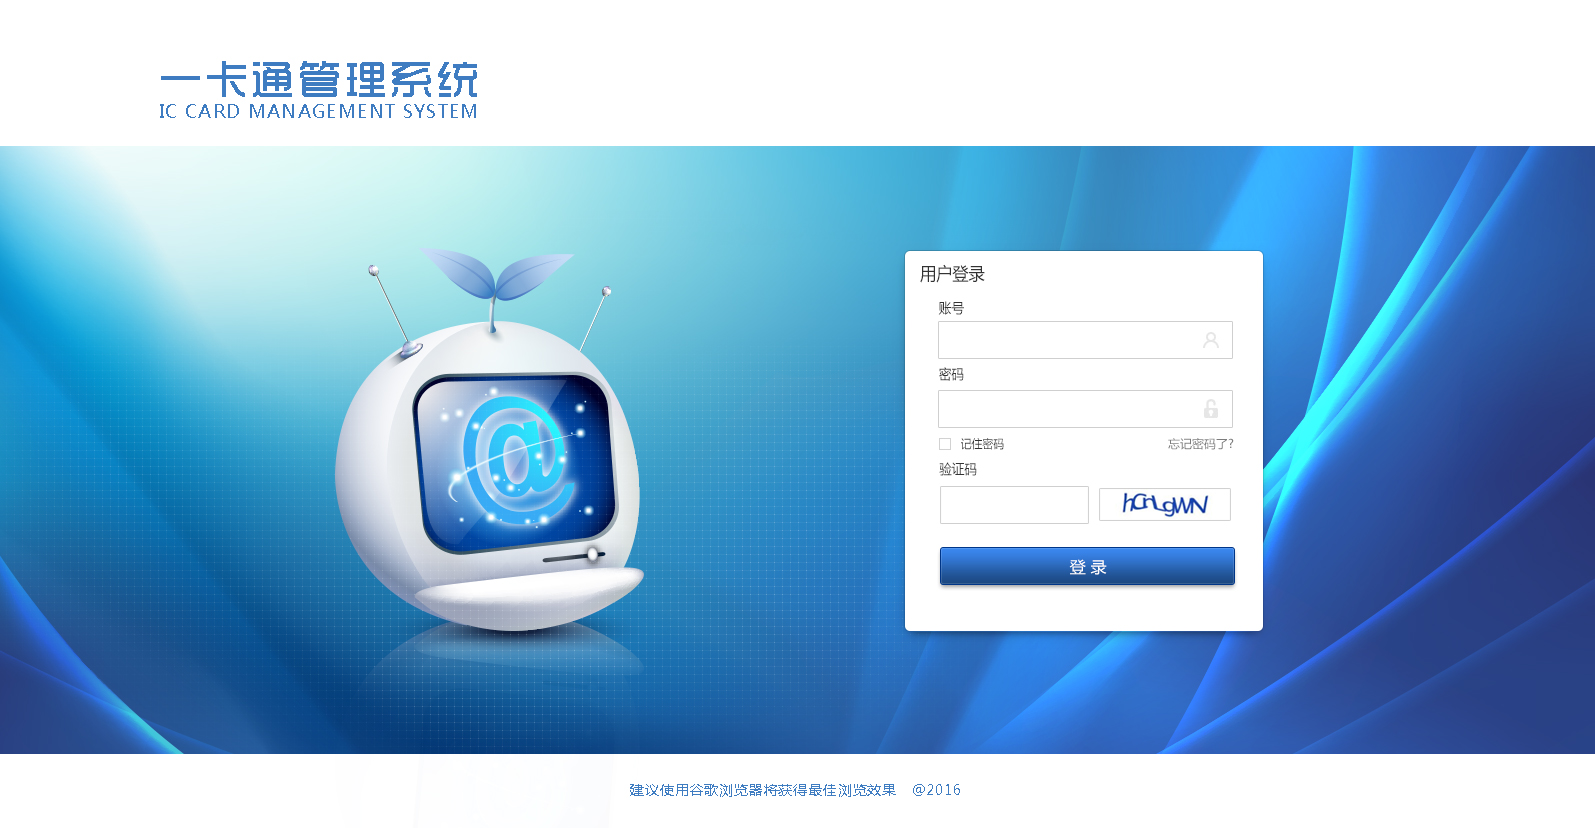 一卡通管理系统
IC CARD MANAGEMENT SYSTEM
用户登录
账号
密码
记住密码 忘记密码了?
验证码
hCnLgWN
登 录
建议使用谷歌浏览器将获得最佳浏览效果 @2016